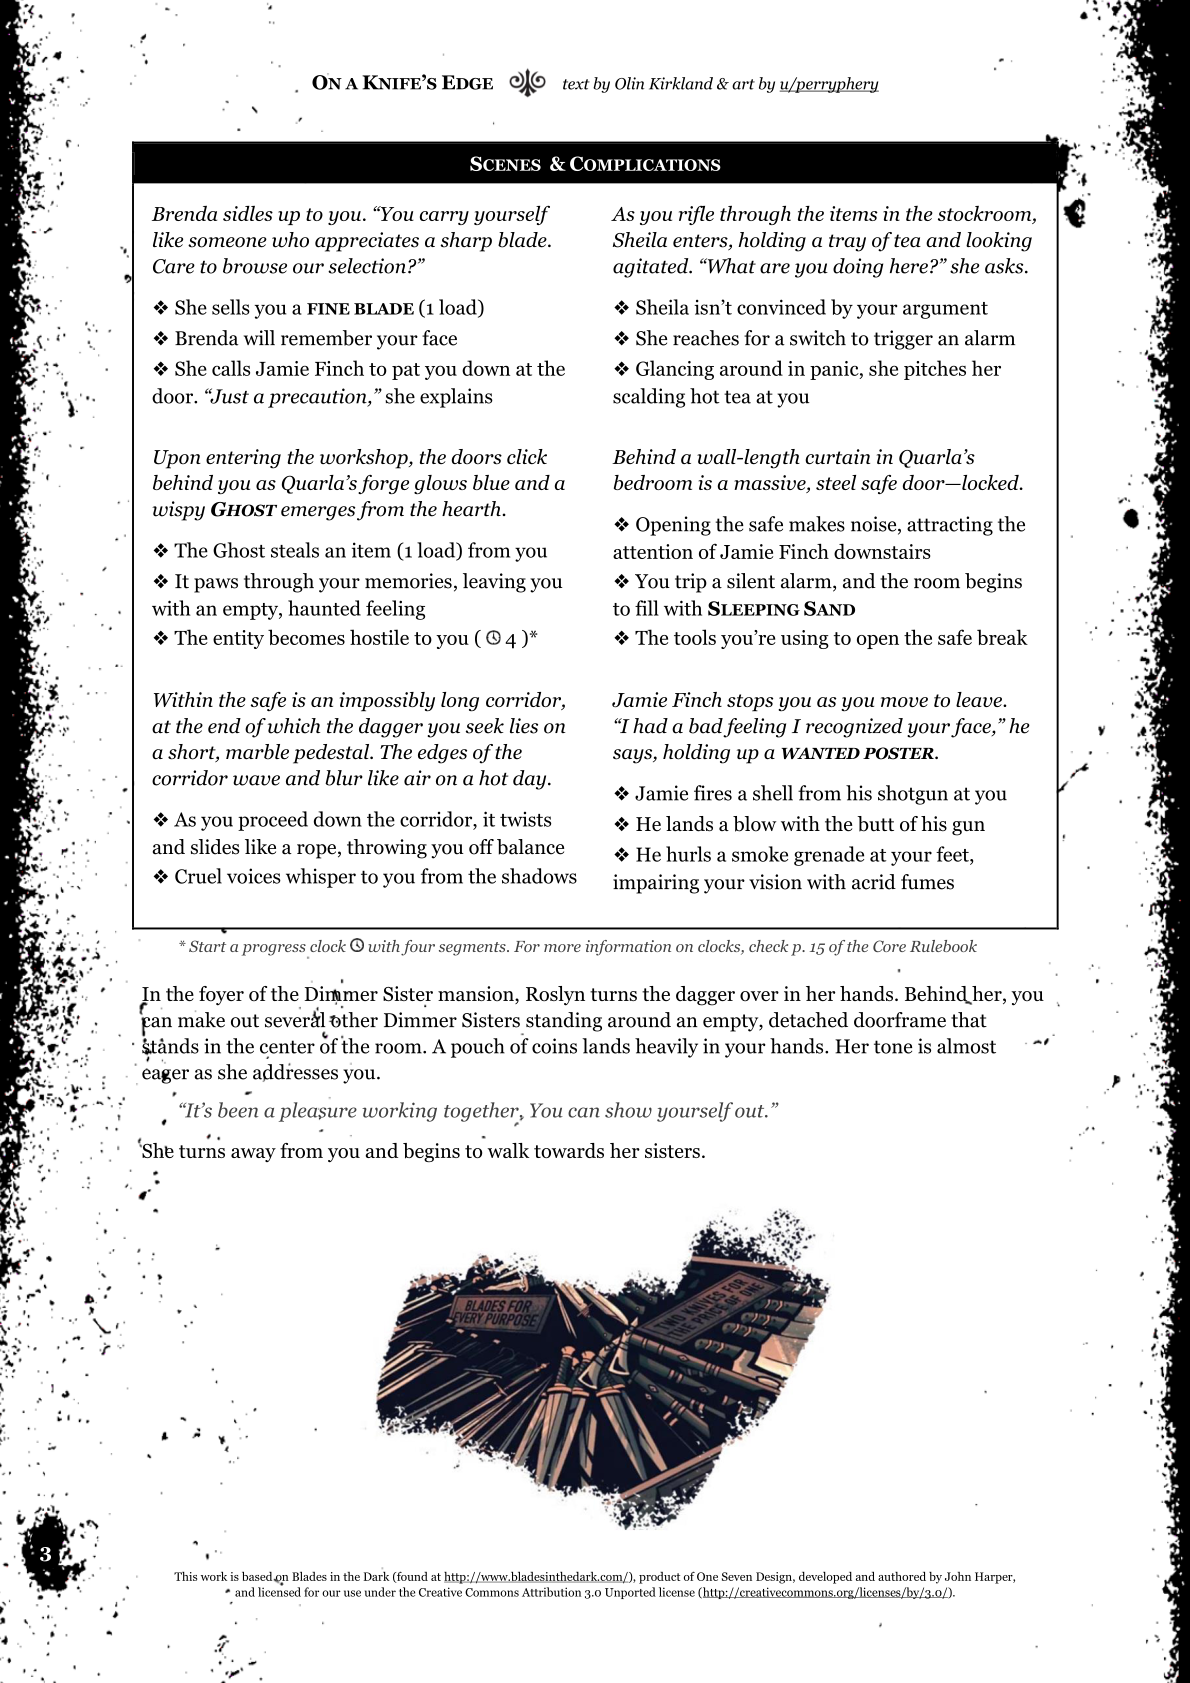 ON A KNIFE'S EDGE text by Olin Kirkland & art by u/perryphery
SCENES & COMPLICATIONS
Brenda sidles up to you. “You carry yourself
like someone who appreciates a sharp blade.
Care to browse our selection?”
❖ She sells you a FINE BLADE (1 load)
❖ Brenda will remember your face
❖ She calls Jamie Finch to pat you down at the
door. “Just a precaution,” she explains
Upon entering the workshop, the doors click
behind you as Quarla’s forge glows blue and a
wispy GHOST emerges from the hearth.
❖ The Ghost steals an item (1 load) from you
❖ It paws through your memories, leaving you
with an empty, haunted feeling
❖ The entity becomes hostile to you ( 4 )*
Within the safe is an impossibly long corridor,
at the end of which the dagger you seek lies on
a short, marble pedestal. The edges of the
corridor wave and blur like air on a hot day.
❖ As you proceed down the corridor, it twists
and slides like a rope, throwing you off balance
❖ Cruel voices whisper to you from the shadows
As you rifle through the items in the stockroom,
Sheila enters, holding a tray of tea and looking
agitated. “What are you doing here?” she asks.
❖ Sheila isn’t convinced by your argument
❖ She reaches for a switch to trigger an alarm
❖ Glancing around in panic, she pitches her
scalding hot tea at you
Behind a wall-length curtain in Quarla’s
bedroom is a massive, steel safe door—locked.
❖ Opening the safe makes noise, attracting the
attention of Jamie Finch downstairs
❖ You trip a silent alarm, and the room begins
to fill with SLEEPING SAND
❖ The tools you’re using to open the safe break
Jamie Finch stops you as you move to leave.
“I had a bad feeling I recognized your face,” he
says, holding up a WANTED POSTER.
❖ Jamie fires a shell from his shotgun at you
❖ He lands a blow with the butt of his gun
❖ He hurls a smoke grenade at your feet,
impairing your vision with acrid fumes
* Start a progress clock with four segments. For more information on clocks, check p. 15 of the Core Rulebook
In the foyer of the Dimmer Sister mansion, Roslyn turns the dagger over in her hands. Behind her, you
can make out several other Dimmer Sisters standing around an empty, detached doorframe that
stands in the center of the room. A pouch of coins lands heavily in your hands. Her tone is almost
eager as she addresses you.
“It’s been a pleasure working together, You can show yourself out.”
She turns away from you and begins to walk towards her sisters.
BLADES FOR
EVERY PURPOSE
TWO KNIVES FOR
THE PRICE OF ONE
3
This work is based on Blades in the Dark (found at http://www.bladesinthedark.com/), product of One Seven Design, developed and authored by John Harper,
and licensed for our use under the Creative Commons Attribution 3.0 Unported license (http://creativecommons.org/licenses/by/3.0/).